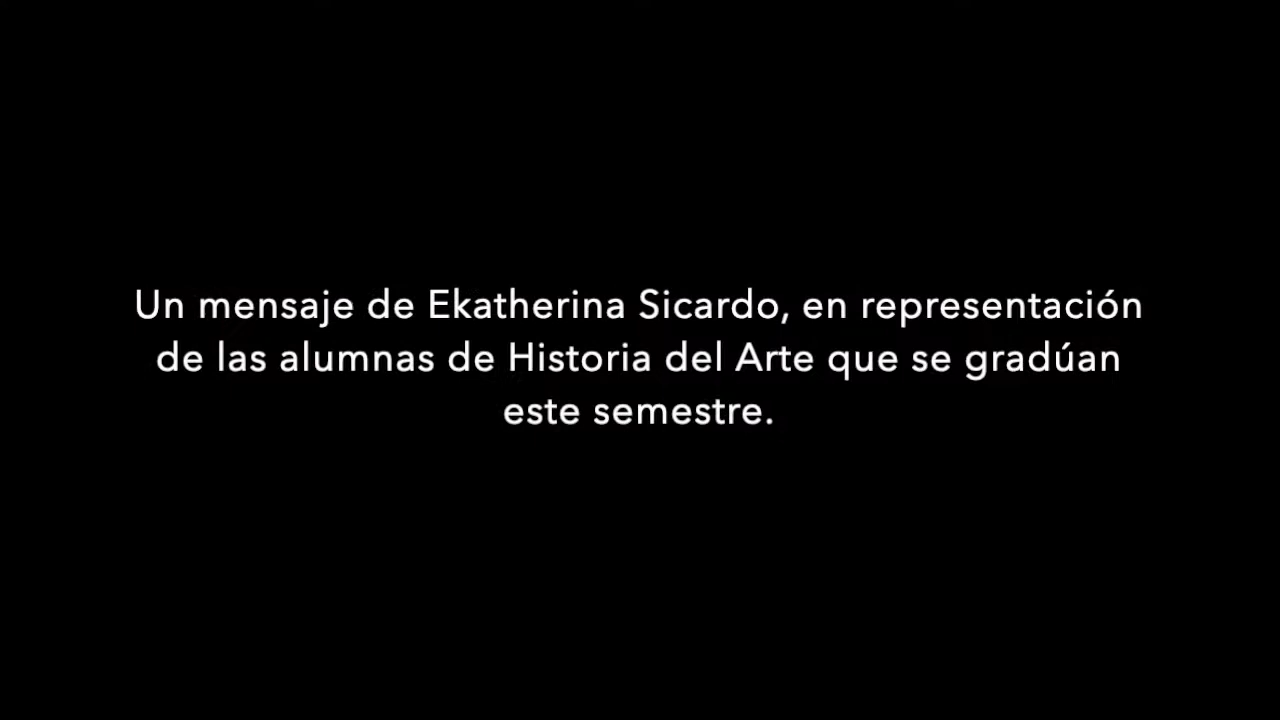 Un mensaje de Ekatherina Sicardo, en representación
de las alumnas de Historia del Arte que se gradúan
este semestre.